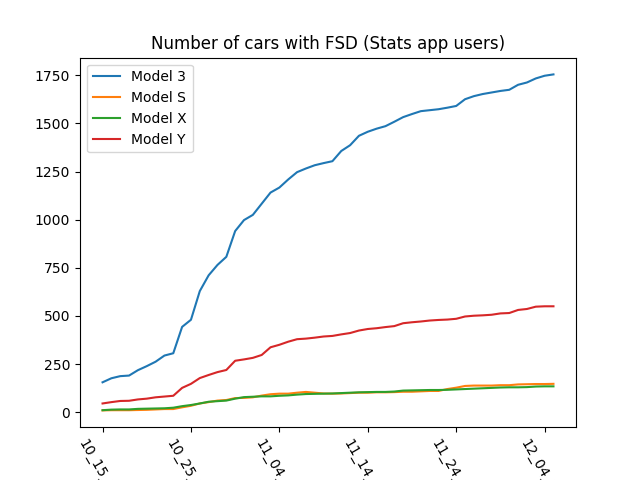 Number of cars with FSD (Stats app users)
Model 3
Model S
Model X
Model Y
1750
1500
1250
1000
750
500
250
0
10_15.
10_25.
11_04.
11_14.
11_24.
12_04.